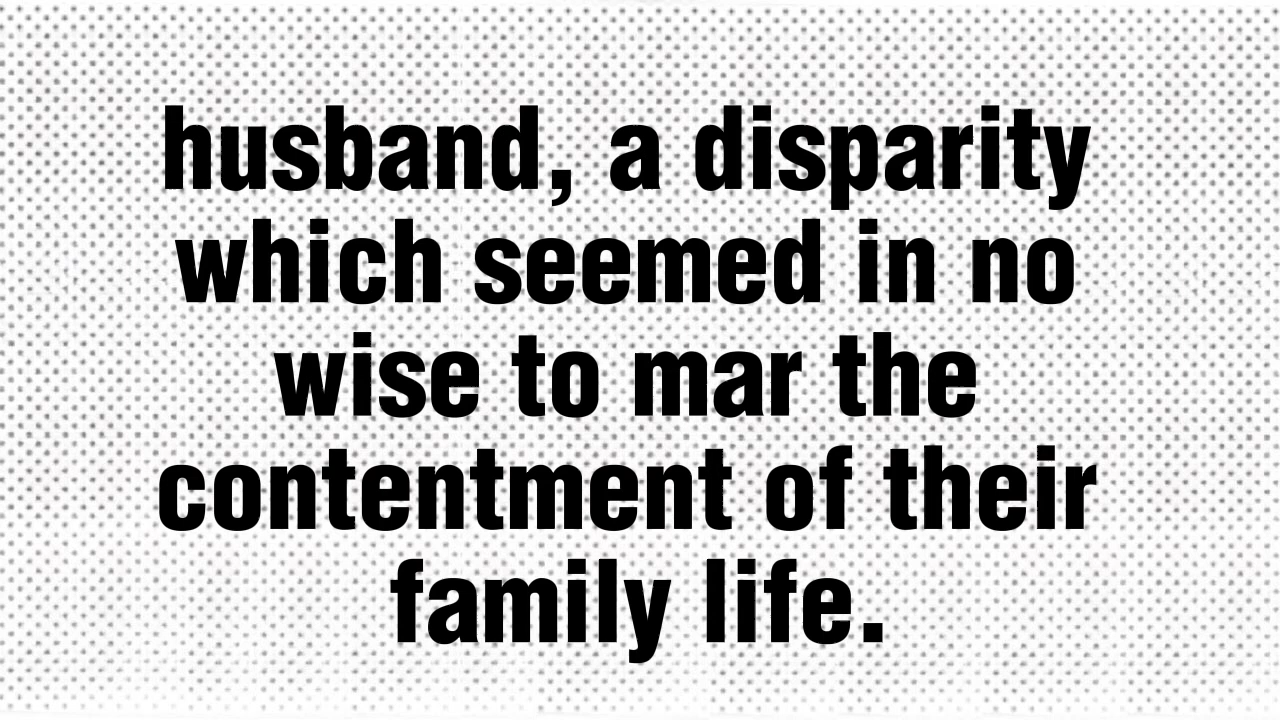 husband, a disparity
which seemed in no
wise to mar the
contentment of their
family life.